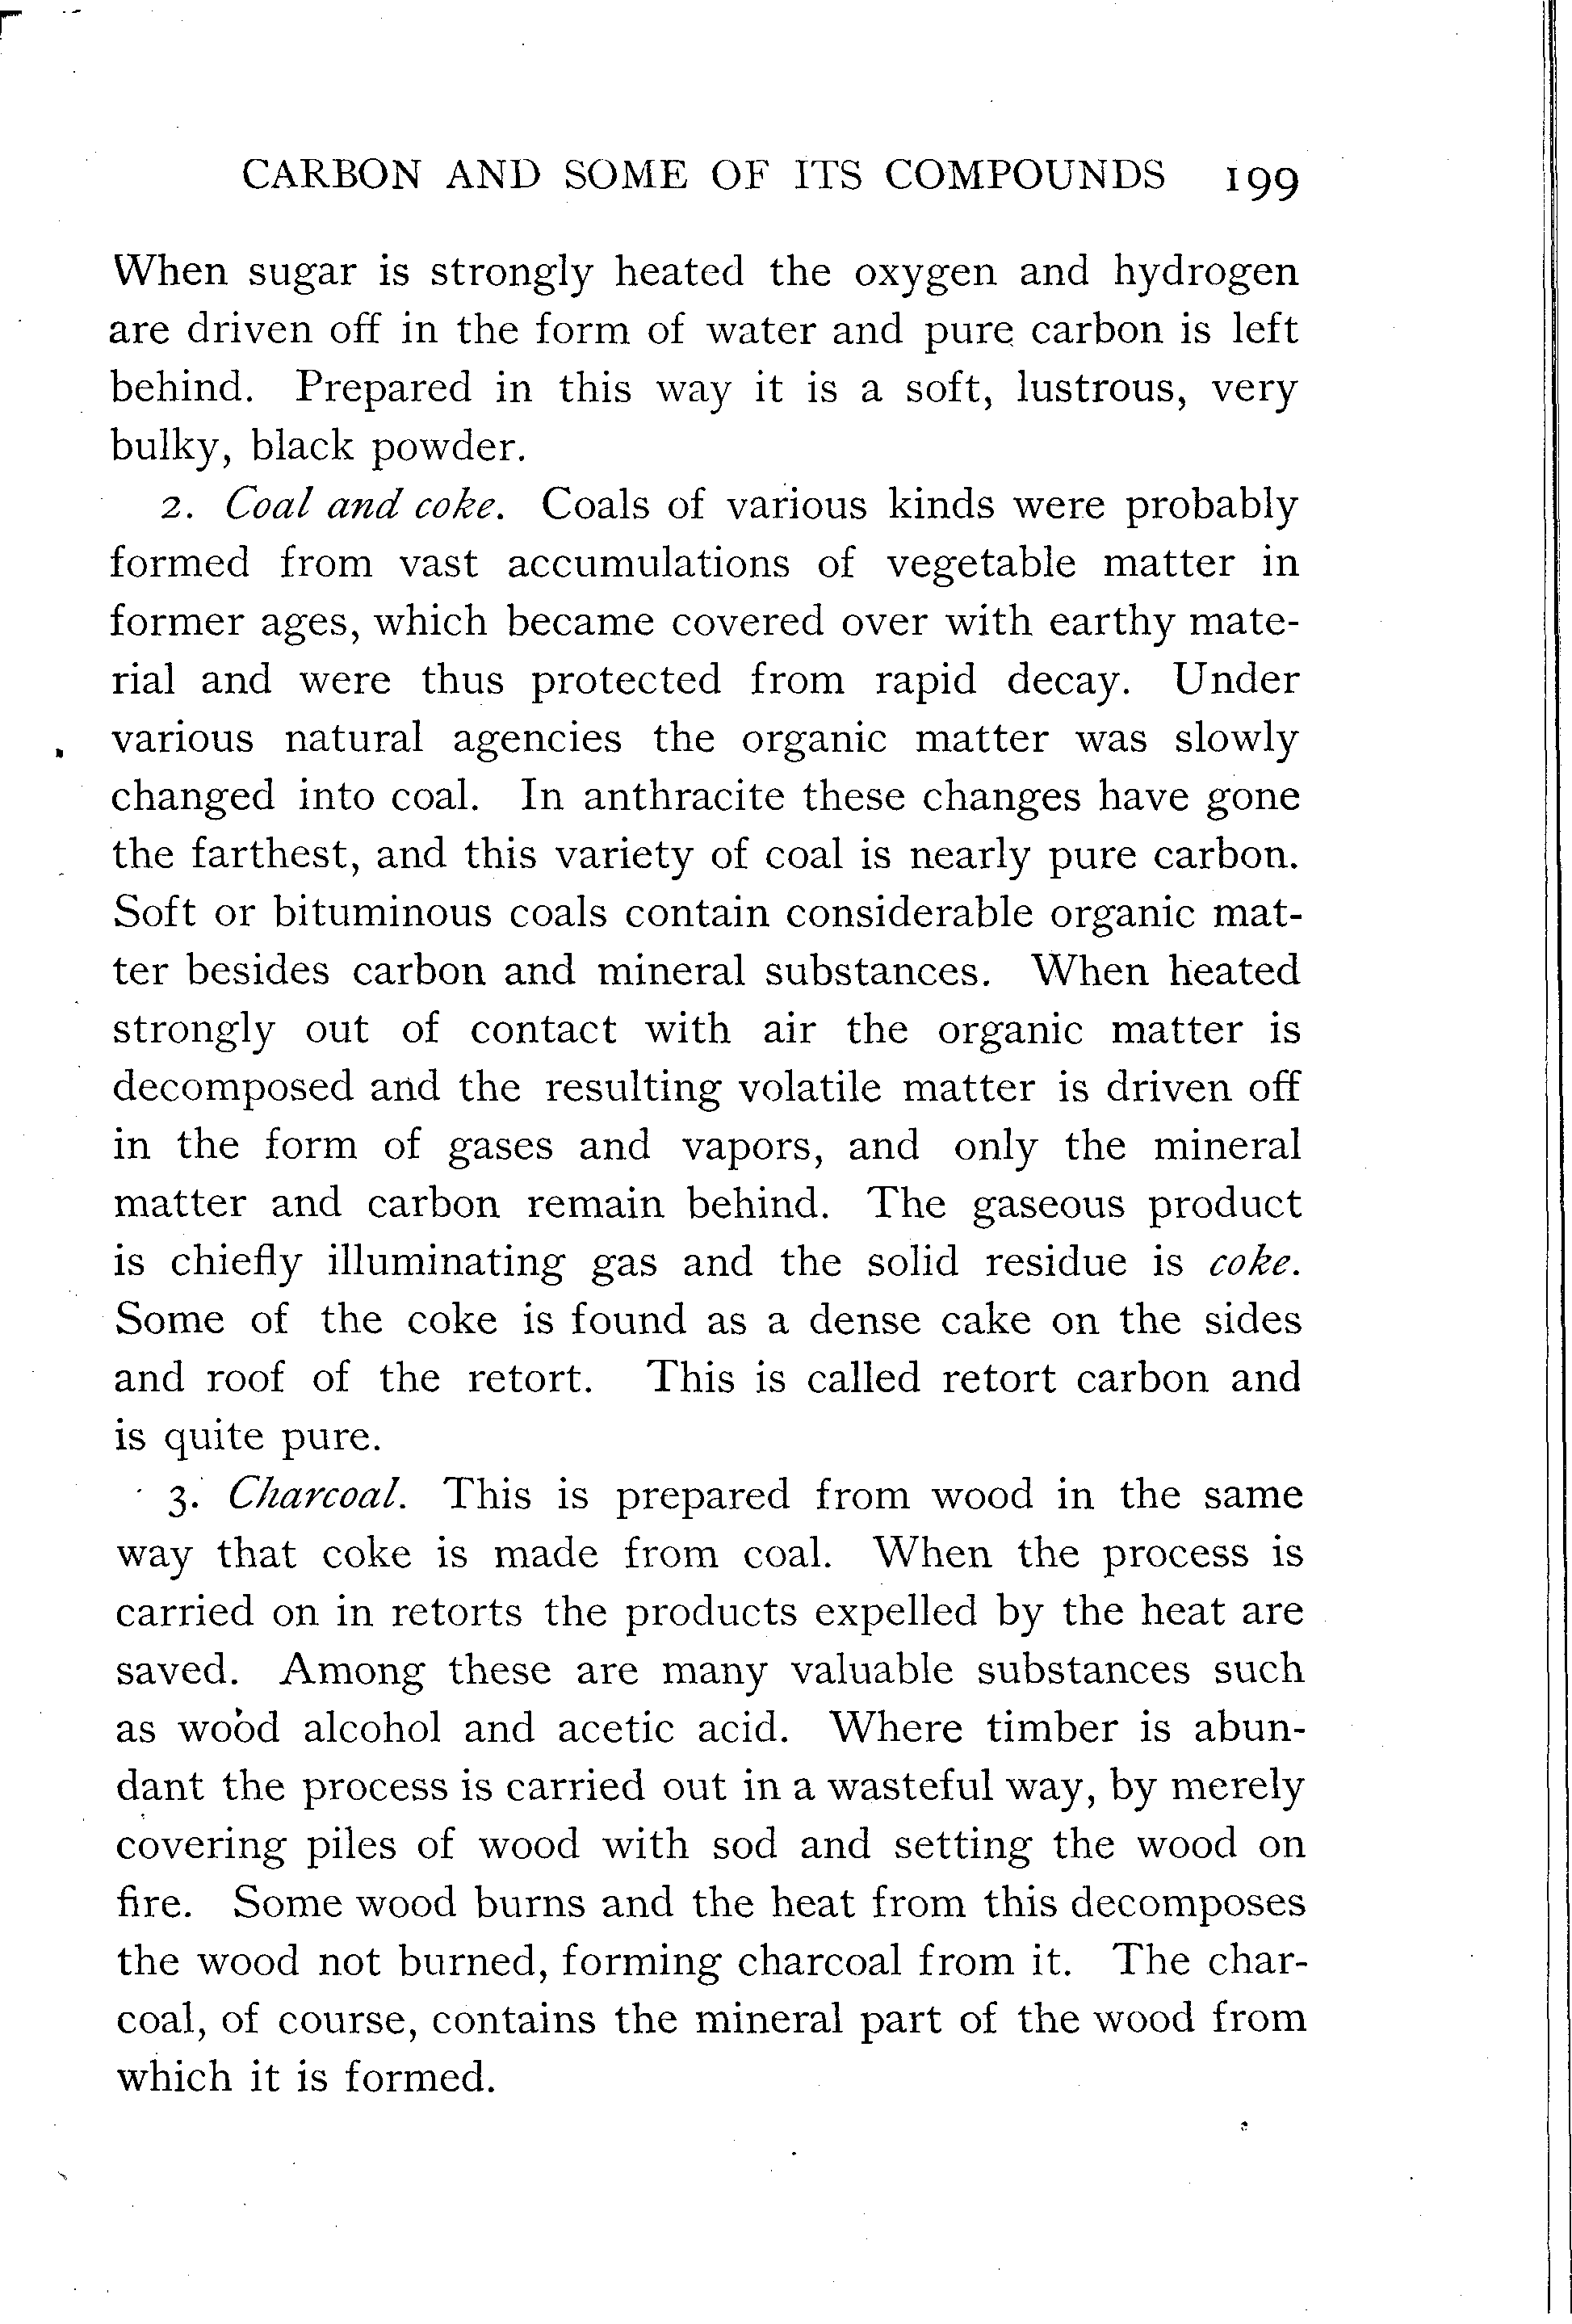 CARBON AND SOME OF ITS COMPOUNDS 199
When sugar is strongly heated the oxygen and hydrogen
are driven off in the form of water and pure carbon is left
behind. Prepared in this way it is a soft, lustrous, very
bulky, black powder.
2. Coal and coke. Coals of various kinds were probably
formed from vast accumulations of vegetable matter in
former ages, which became covered over with earthy mate-
rial and were thus protected from rapid decay. Under
various natural agencies the organic matter was slowly
changed into coal. In anthracite these changes have gone
the farthest, and this variety of coal is nearly pure carbon.
Soft or bituminous coals contain considerable organic mat-
ter besides carbon and mineral substances. When heated
strongly out of contact with air the organic matter is
decomposed and the resulting volatile matter is driven off
in the form of gases and vapors, and only the mineral
matter and carbon remain behind. The gaseous product
is chiefly illuminating gas and the solid residue is coke.
Some of the coke is found as a dense cake on the sides
and roof of the retort. This is called retort carbon and
is quite pure.
3. Charcoal. This is prepared from wood in the same
way that coke is made from coal. When the process is
carried on in retorts the products expelled by the heat are
saved. Among these are many valuable substances such
as wood alcohol and acetic acid. Where timber is abun-
dant the process is carried out in a wasteful way, by merely
covering piles of wood with sod and setting the wood on
fire. Some wood burns and the heat from this decomposes
the wood not burned, forming charcoal from it. The char-
coal, of course, contains the mineral part of the wood from
which it is formed.